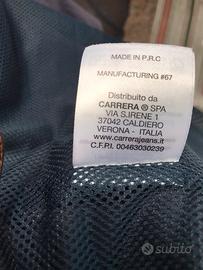 MADE IN P.R.C
MANUFACTURING #67
Distribuito da
CARRERA ® SPA
VIA S.IRENE 1
37042 CALDIERO
VERONA - ITALIA
www.carrerajeans.it
C.F.P.I. 00463030239
subito